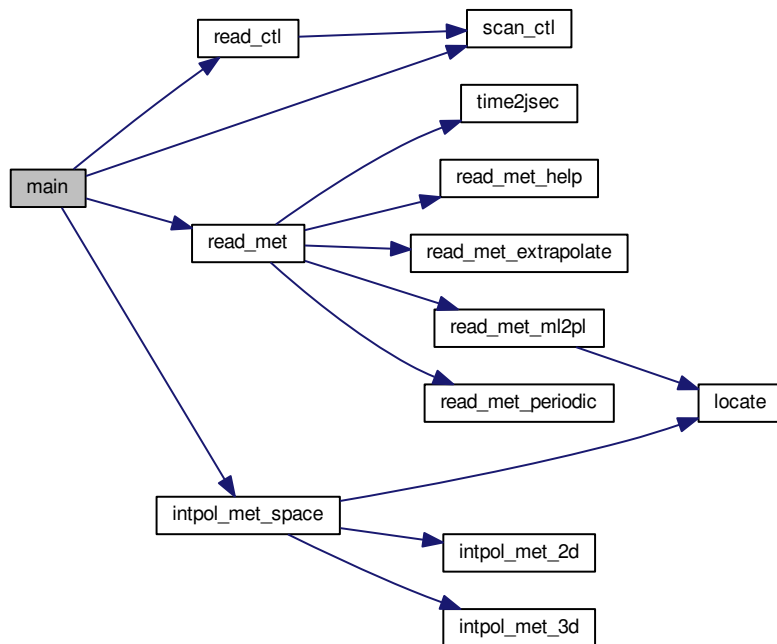 main
read_ctl
scan_ctl
time2jsec
read_met_help
read_met
read_met_extrapolate
read_met_ml2pl
read_met_periodic
locate
intpol_met_space
intpol_met_2d
intpol_met_3d